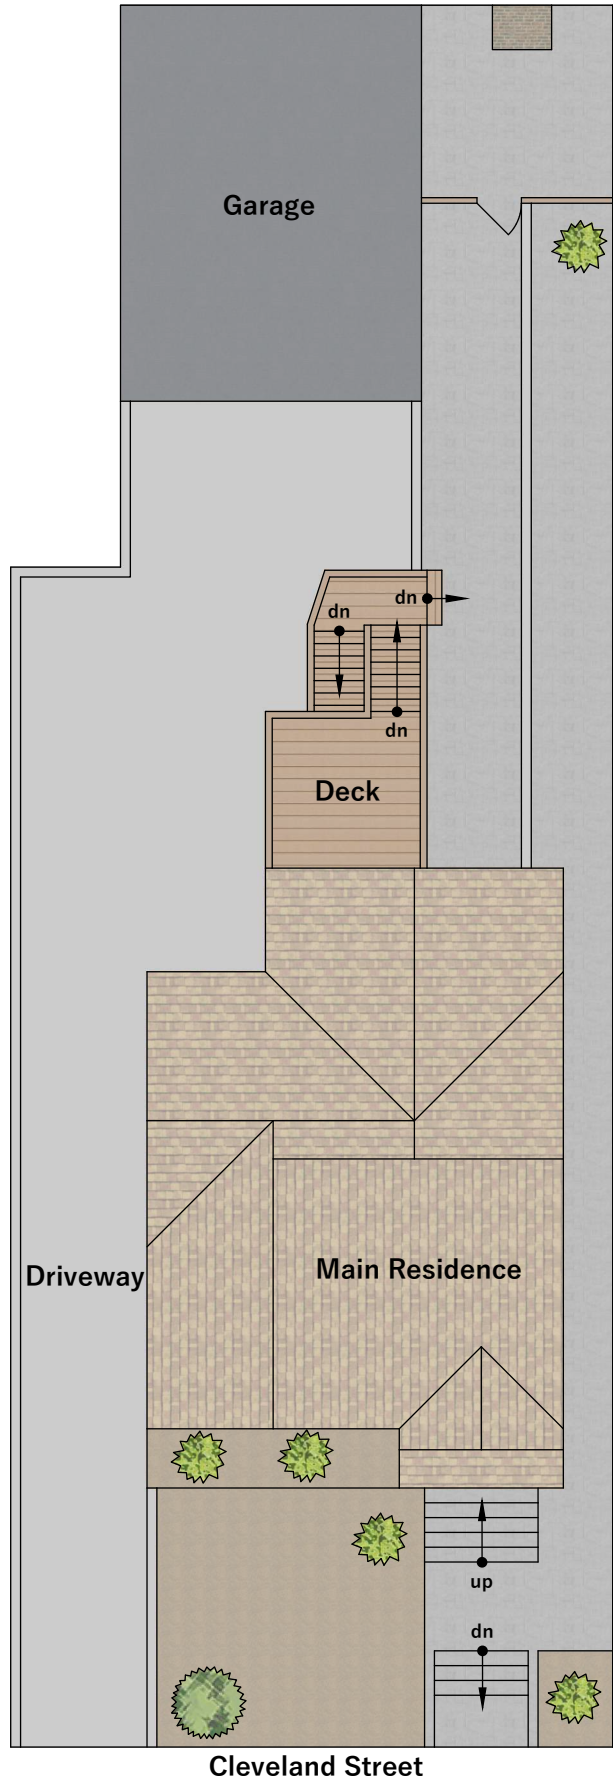 Garage
dn
dn
dn
Deck
Driveway
Main Residence
up
dn
Cleveland Street